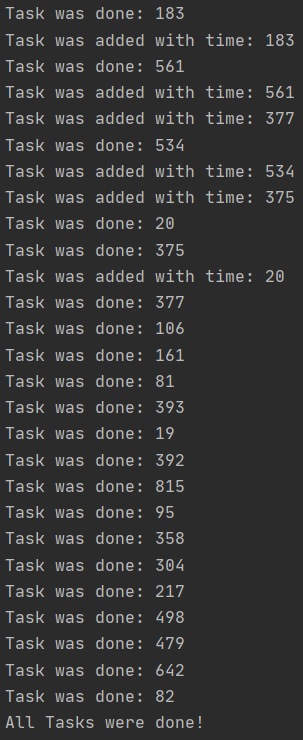 Task was done: 183
Task was added with time: 183
Task was done: 561
Task was added with time: 561
Task was added with time: 377
Task was done: 534
Task was added with time: 534
Task was added with time: 375
Task was done: 20
Task was done: 375
Task was added with time: 20
Task was done: 377
Task was done: 106
Task was done: 161
Task was done: 81
Task was done: 393
Task was done: 19
Task was done: 392
Task was done: 815
Task was done: 95
Task was done: 358
Task was done: 304
Task was done: 217
Task was done: 498
Task was done: 479
Task was done: 642
Task was done: 82
All Tasks were done!